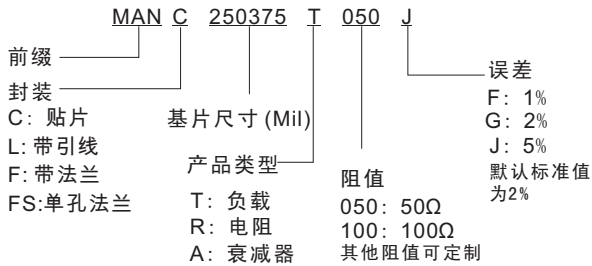 MAN C 250375 T 050 J
前缀
封装
C: 贴片
L: 带引线
F: 带法兰
FS:单孔法兰
基片尺寸(Mil)
产品类型
T: 负载
R: 电阻
A: 衰减器
阻值
050: 50Ω
100: 100Ω
其他阻值可定制
误差
F: 1%
G: 2%
J: 5%
默认标准值
为2%